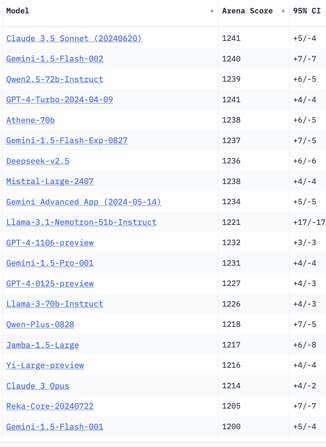 Model Arena Score 95% CI
Claude 3.5 Sonnet (20240620) 1241 +5/-4
Gemini-1.5-Flash-002 1240 +7/-7
Qwen2.5-72b-Instruct 1239 +6/-5
GPT-4-Turbo-2024-04-09 1241 +4/-4
Athene-70b 1238 +6/-5
Gemini-1.5-Flash-Exp-0827 1237 +7/-5
Deepseek-v2.5 1236 +6/-6
Mistral-Large-2407 1238 +4/-4
Gemini Advanced App (2024-05-14) 1234 +5/-5
Llama-3.1-Nemotron-51b-Instruct 1221 +17/-17
GPT-4-1106-preview 1232 +3/-3
Gemini-1.5-Pro-001 1231 +4/-4
GPT-4-0125-preview 1227 +4/-3
Llama-3-70b-Instruct 1226 +4/-3
Qwen-Plus-0828 1218 +7/-5
Jamba-1.5-Large 1217 +6/-8
Yi-Large-preview 1216 +4/-4
Claude 3 Opus 1214 +4/-2
Reka-Core-20240722 1205 +7/-7
Gemini-1.5-Flash-001 1200 +5/-4